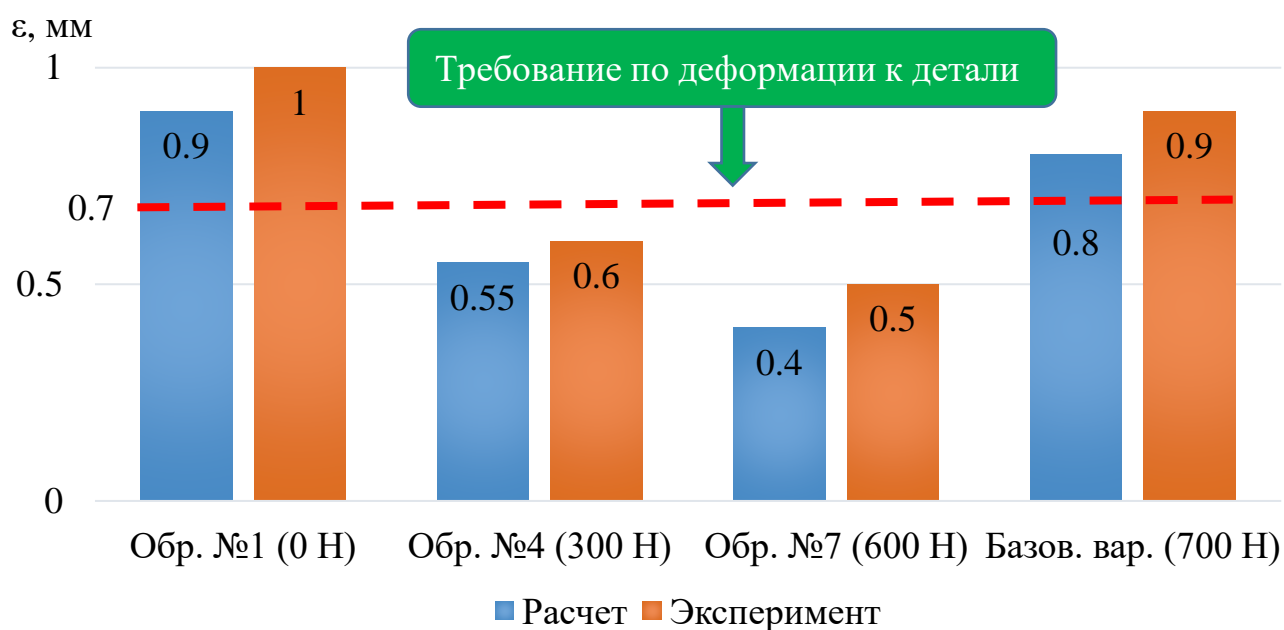 ε, мм
Требование по деформации к детали
1
0.7
0.5
0
0.9
1
0.55
0.6
0.4
0.5
0.8
0.9
Обр. №1 (0 Н)
Обр. №4 (300 Н)
Обр. №7 (600 Н)
Базов. вар. (700 Н)
Расчет
Эксперимент